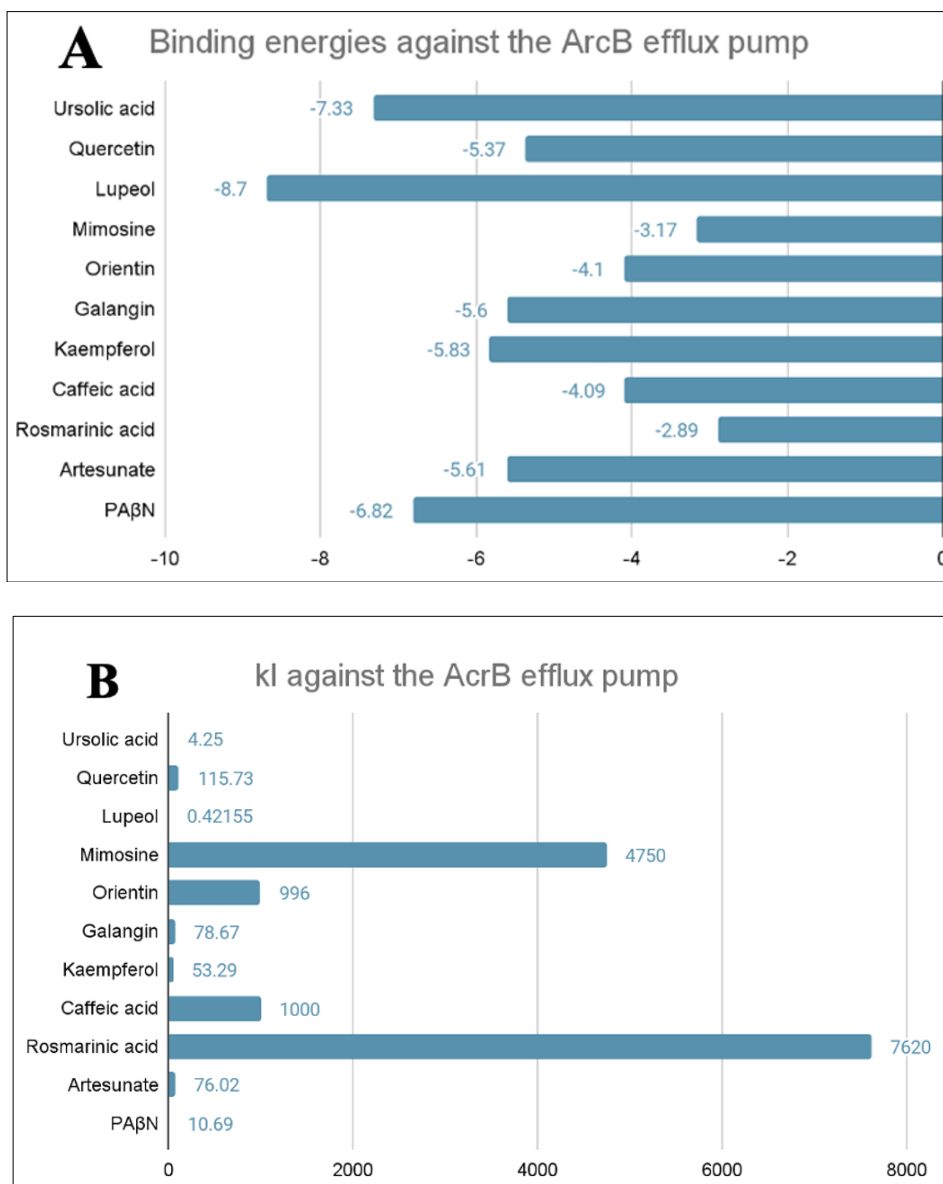 A Binding energies against the ArcB efflux pump
Ursolic acid -7.33
Quercetin -5.37
Lupeol -8.7
Mimosine -3.17
Orientin -4.1
Galangin -5.6
Kaempferol -5.83
Caffeic acid -4.09
Rosmarinic acid -2.89
Artesunate -5.61
PAβN -6.82
-10 -8 -6 -4 -2 0
B kI against the AcrB efflux pump
Ursolic acid 4.25
Quercetin 115.73
Lupeol 0.42155
Mimosine 4750
Orientin 996
Galangin 78.67
Kaempferol 53.29
Caffeic acid 1000
Rosmarinic acid 7620
Artesunate 76.02
PAβN 10.69
0 2000 4000 6000 8000